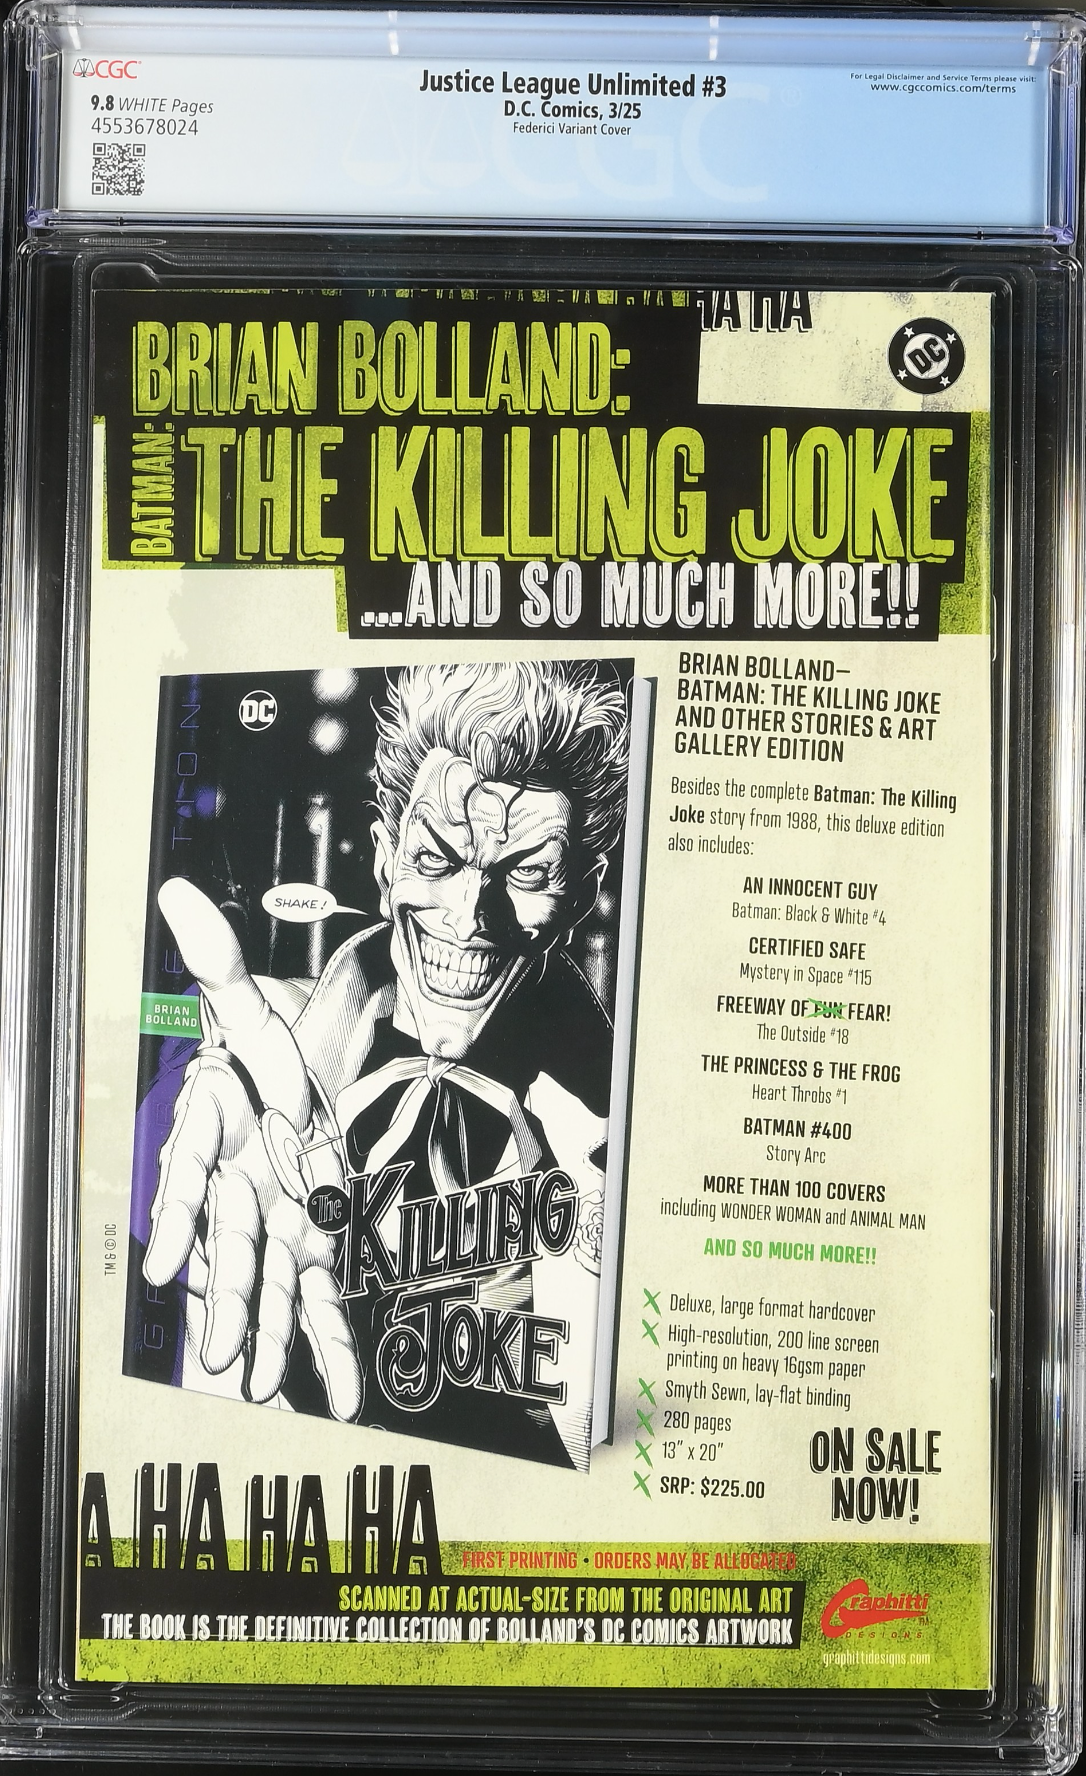 CGC
9.8 WHITE Pages
4553678024
Justice League Unlimited #3
D.C. Comics, 3/25
Federici Variant Cover
For Legal Disclaimer and Service Terms please visit:
www.cgccomics.com/terms
CGC
HA HA
BRIAN BOLLAND:
DC
BATMAN:
THE KILLING JOKE
...AND SO MUCH MORE!!
DC
SHAKE!
BRIAN
BOLLAND
The
KILLING
JOKE
TM & © DC
BRIAN BOLLAND—
BATMAN: THE KILLING JOKE
AND OTHER STORIES & ART
GALLERY EDITION
Besides the complete Batman: The Killing
Joke story from 1988, this deluxe edition
also includes:
AN INNOCENT GUY
Batman: Black & White #4
CERTIFIED SAFE
Mystery in Space #115
FREEWAY OF FUN FEAR!
The Outside #18
THE PRINCESS & THE FROG
Heart Throbs #1
BATMAN #400
Story Arc
MORE THAN 100 COVERS
including WONDER WOMAN and ANIMAL MAN
AND SO MUCH MORE!!
Deluxe, large format hardcover
High-resolution, 200 line screen
printing on heavy 16gsm paper
Smyth Sewn, lay-flat binding
280 pages
13" x 20"
SRP: $225.00
ON SALE
NOW!
A HA HA HA
FIRST PRINTING • ORDERS MAY BE ALLOCATED
SCANNED AT ACTUAL-SIZE FROM THE ORIGINAL ART
THE BOOK IS THE DEFINITIVE COLLECTION OF BOLLAND'S DC COMICS ARTWORK
Graphitti
DESIGNS
graphittidesigns.com